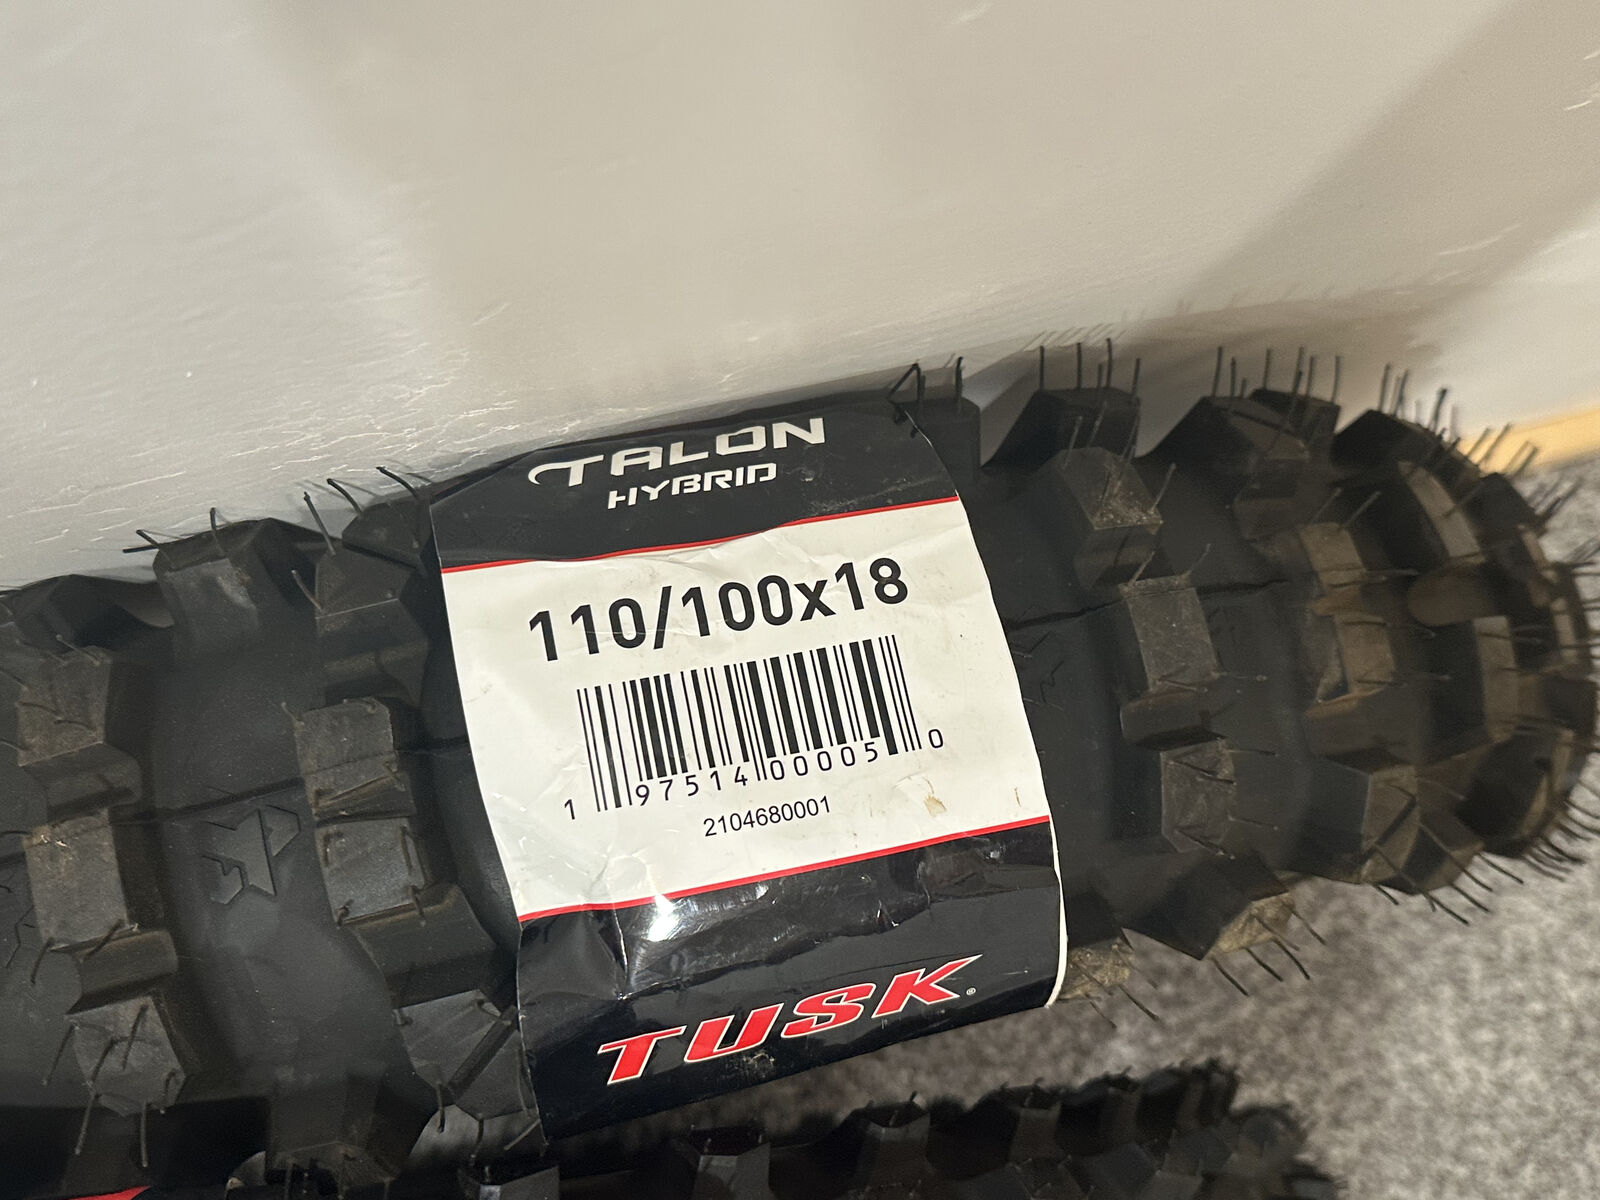 TALON
HYBRID
110/100x18
1 97514 00005 0
2104680001
TUSK®